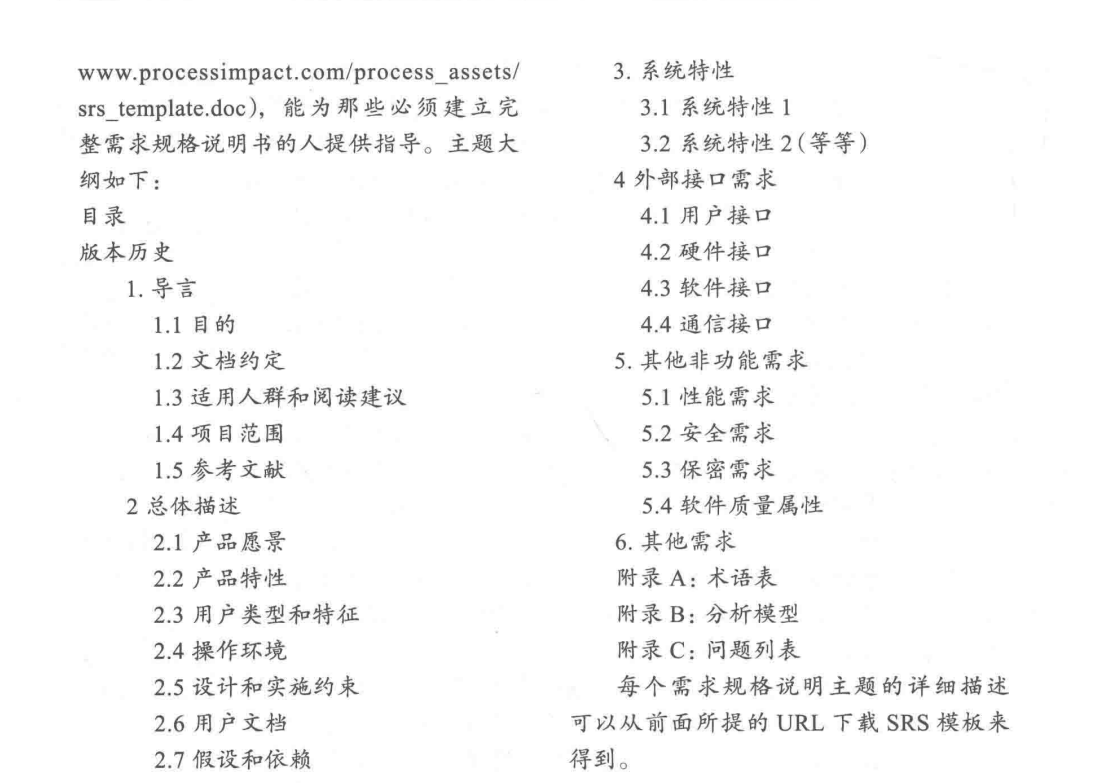 www.processimpact.com/process_assets/
srs_template.doc），能为那些必须建立完
整需求规格说明书的人提供指导。主题大
纲如下：
目录
版本历史
1. 导言
1.1 目的
1.2 文档约定
1.3 适用人群和阅读建议
1.4 项目范围
1.5 参考文献
2 总体描述
2.1 产品愿景
2.2 产品特性
2.3 用户类型和特征
2.4 操作环境
2.5 设计和实施约束
2.6 用户文档
2.7 假设和依赖
3. 系统特性
3.1 系统特性 1
3.2 系统特性 2（等等）
4 外部接口需求
4.1 用户接口
4.2 硬件接口
4.3 软件接口
4.4 通信接口
5. 其他非功能需求
5.1 性能需求
5.2 安全需求
5.3 保密需求
5.4 软件质量属性
6. 其他需求
附录 A：术语表
附录 B：分析模型
附录 C：问题列表
每个需求规格说明主题的详细描述
可以从前面所提的 URL 下载 SRS 模板来
得到。